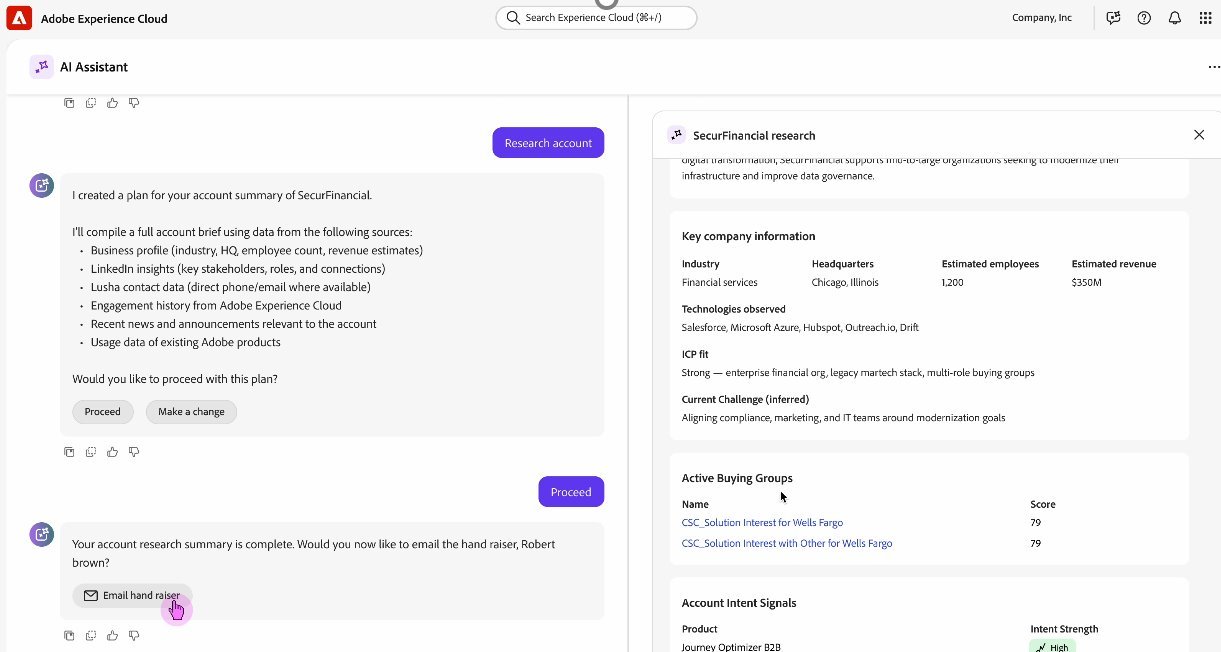 Adobe Experience Cloud
Search Experience Cloud (⌘+/)
Company, Inc
AI Assistant
Research account
I created a plan for your account summary of SecurFinancial.
I'll compile a full account brief using data from the following sources:
• Business profile (industry, HQ, employee count, revenue estimates)
• LinkedIn insights (key stakeholders, roles, and connections)
• Lusha contact data (direct phone/email where available)
• Engagement history from Adobe Experience Cloud
• Recent news and announcements relevant to the account
• Usage data of existing Adobe products
Would you like to proceed with this plan?
Proceed
Make a change
Proceed
Your account research summary is complete. Would you now like to email the hand raiser, Robert
brown?
Email hand raiser
SecurFinancial research
digital transformation, SecurFinancial supports mid-to-large organizations seeking to modernize their
infrastructure and improve data governance.
Key company information
Industry Headquarters Estimated employees Estimated revenue
Financial services Chicago, Illinois 1,200 $350M
Technologies observed
Salesforce, Microsoft Azure, Hubspot, Outreach.io, Drift
ICP fit
Strong — enterprise financial org, legacy martech stack, multi-role buying groups
Current Challenge (inferred)
Aligning compliance, marketing, and IT teams around modernization goals
Active Buying Groups
Name Score
CSC_Solution Interest for Wells Fargo 79
CSC_Solution Interest with Other for Wells Fargo 79
Account Intent Signals
Product Intent Strength
Journey Optimizer B2B High